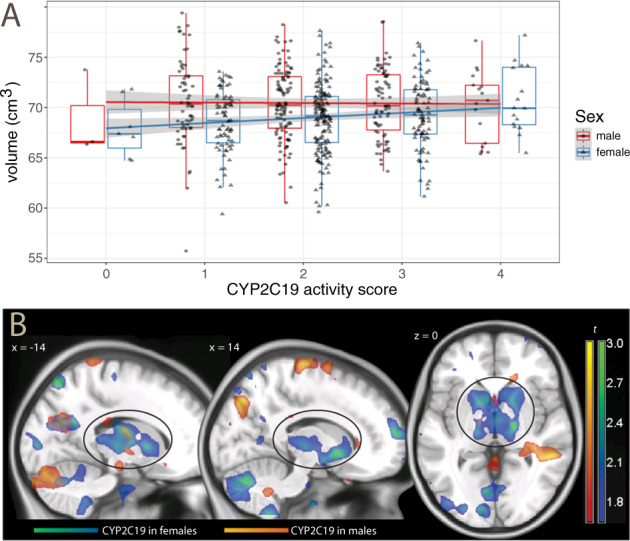 A
75
70
65
60
55
volume (cm3)
0 1 2 3 4
CYP2C19 activity score
Sex
male
female
B
x = -14
x = 14
z = 0
t
3.0
2.7
2.4
2.1
1.8
CYP2C19 in females
CYP2C19 in males